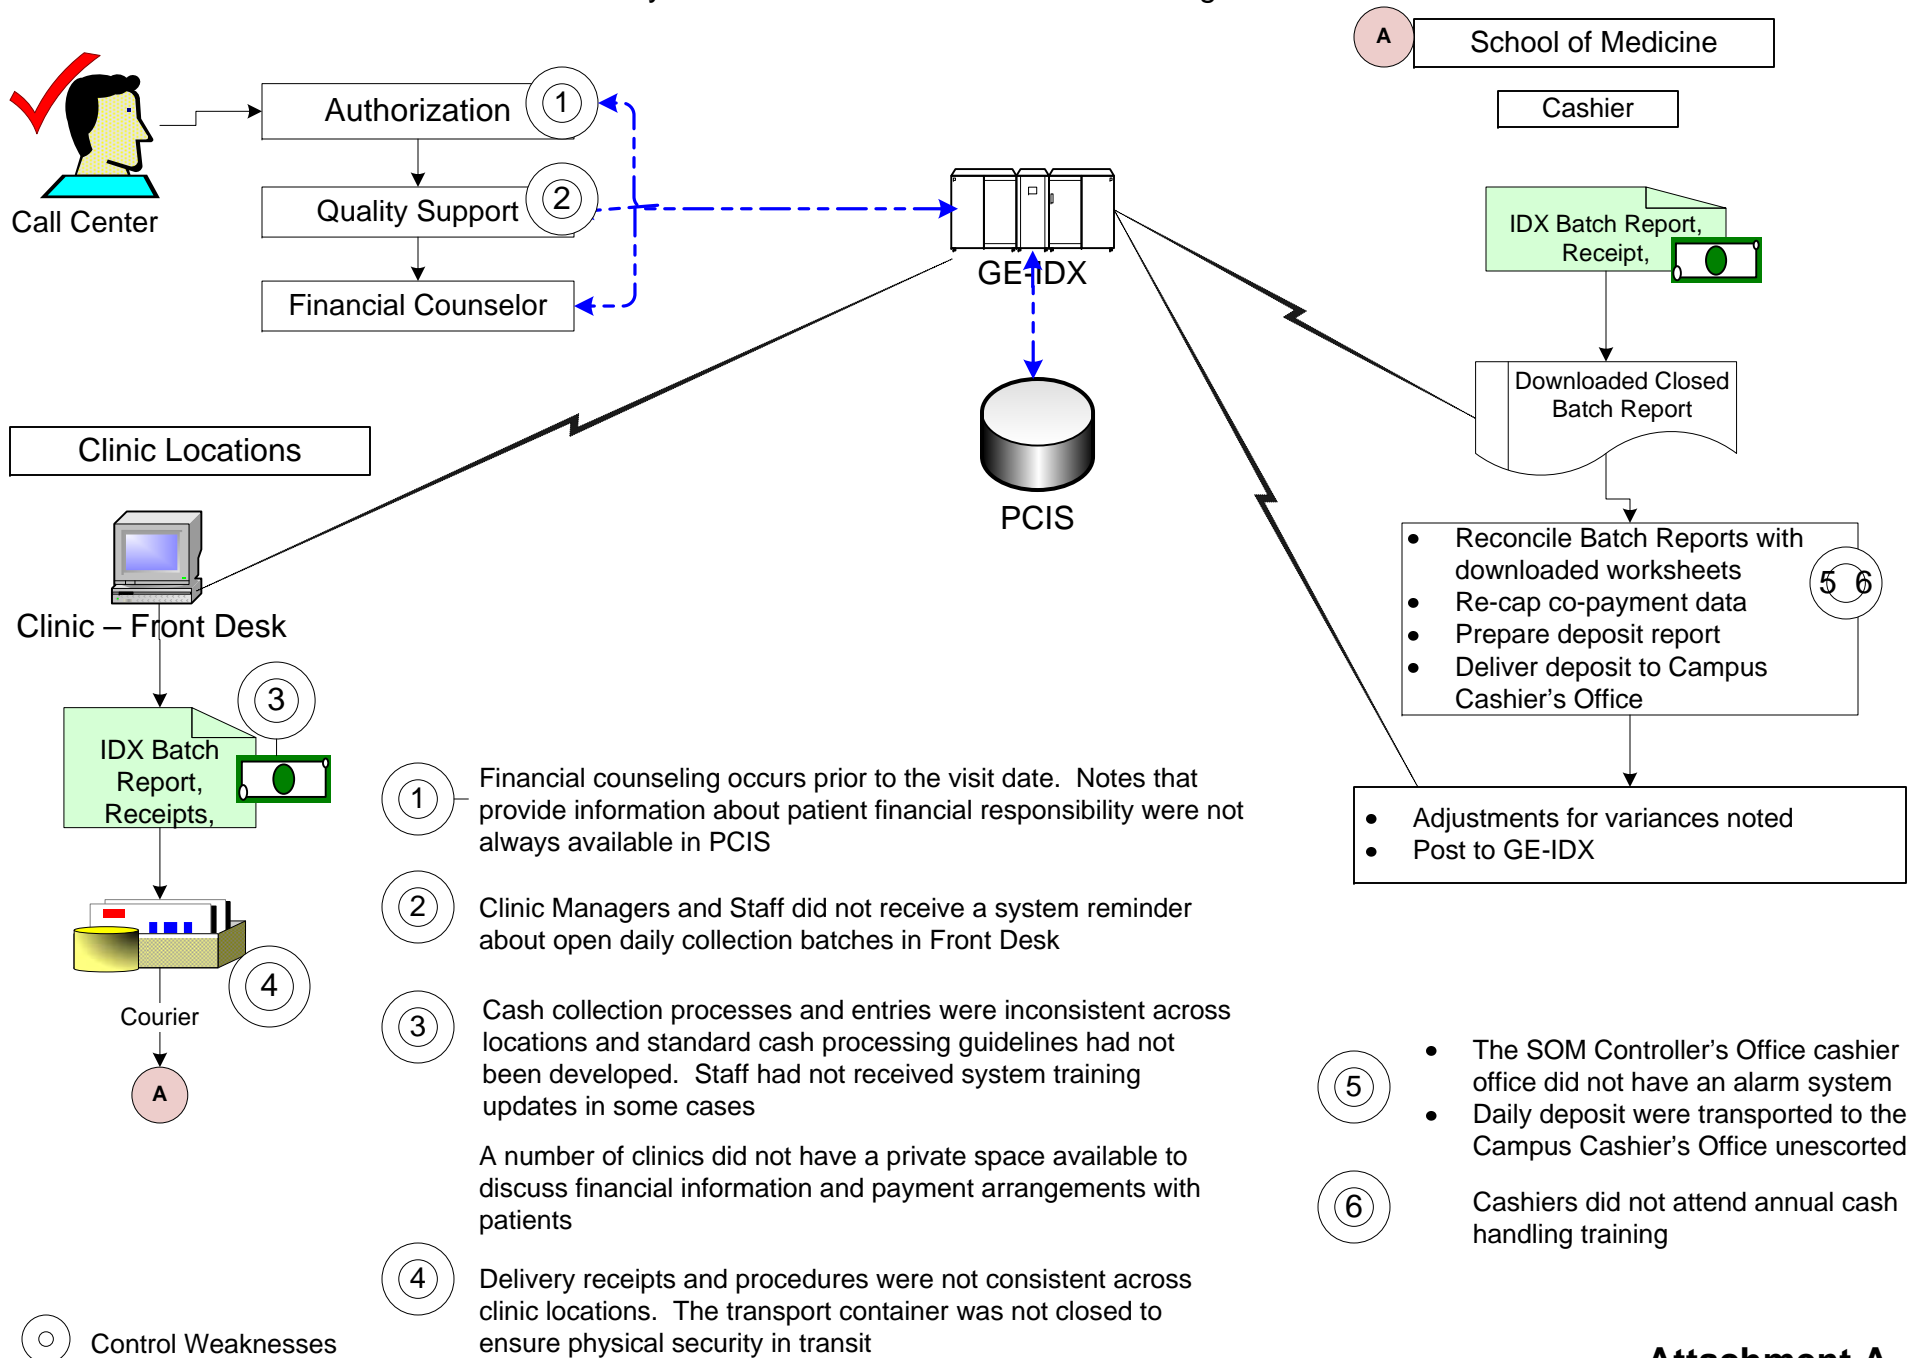 A
School of Medicine
Cashier
Authorization
1
Quality Support
2
Call Center
Financial Counselor
GE-IDX
PCIS
IDX Batch Report,
Receipt,
Downloaded Closed
Batch Report
• Reconcile Batch Reports with
downloaded worksheets
• Re-cap co-payment data
• Prepare deposit report
• Deliver deposit to Campus
Cashier's Office
5 6
• Adjustments for variances noted
• Post to GE-IDX
Clinic Locations
Clinic – Front Desk
3
IDX Batch
Report,
Receipts,
4
Courier
A
1
Financial counseling occurs prior to the visit date. Notes that
provide information about patient financial responsibility were not
always available in PCIS
2
Clinic Managers and Staff did not receive a system reminder
about open daily collection batches in Front Desk
3
Cash collection processes and entries were inconsistent across
locations and standard cash processing guidelines had not
been developed. Staff had not received system training
updates in some cases
A number of clinics did not have a private space available to
discuss financial information and payment arrangements with
patients
4
Delivery receipts and procedures were not consistent across
clinic locations. The transport container was not closed to
ensure physical security in transit
5
• The SOM Controller's Office cashier
office did not have an alarm system
• Daily deposit were transported to the
Campus Cashier's Office unescorted
6
Cashiers did not attend annual cash
handling training
Control Weaknesses
Attachment A